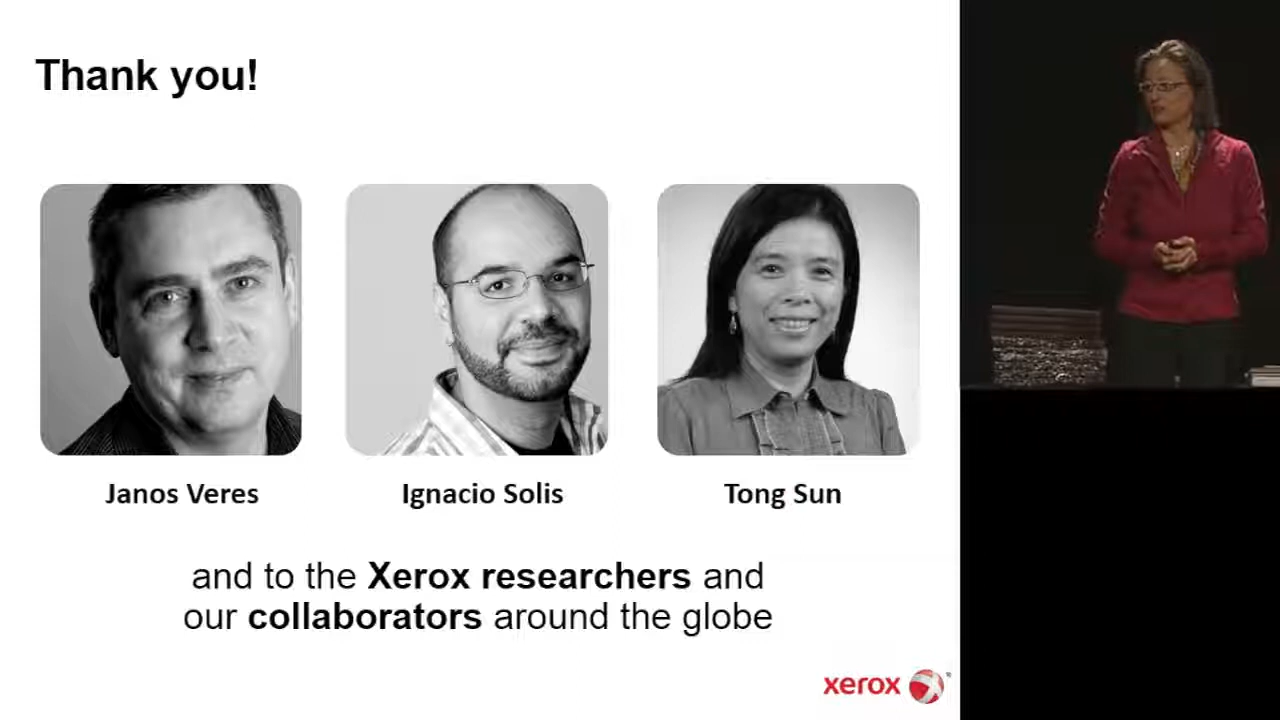 Thank you!
Janos Veres
Ignacio Solis
Tong Sun
and to the Xerox researchers and
our collaborators around the globe
xerox